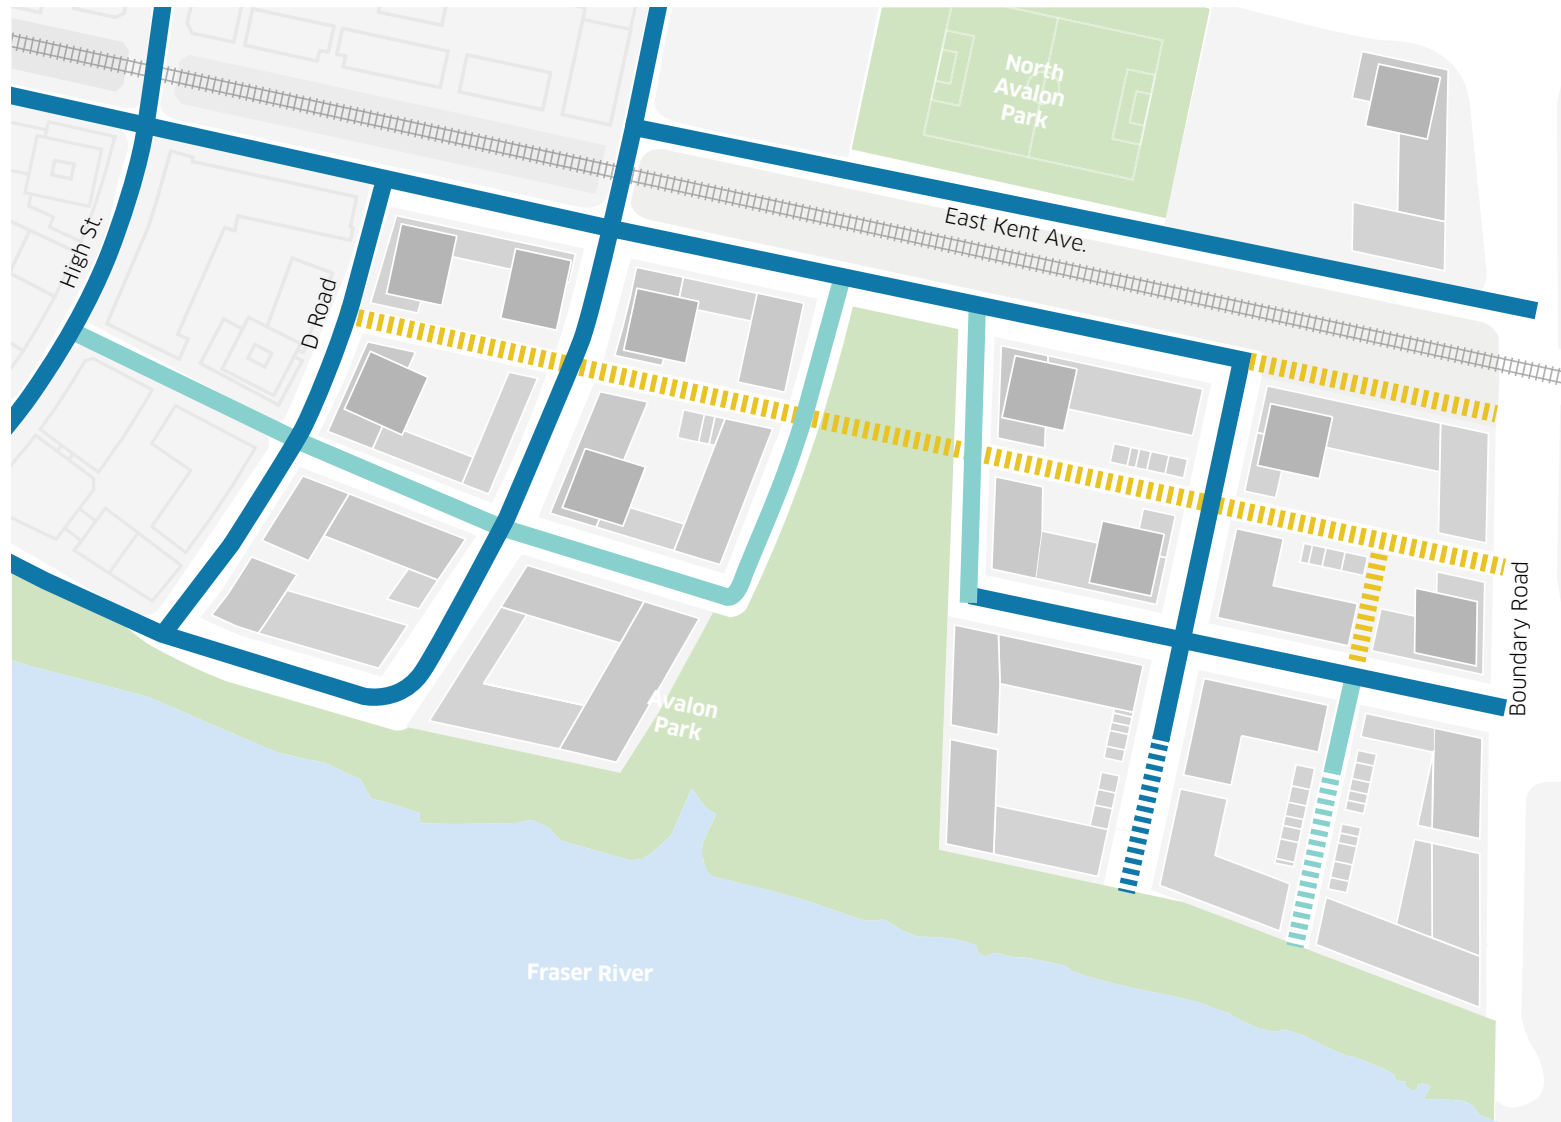 North
Avalon
Park
East Kent Ave.
High St.
D Road
Boundary Road
Avalon
Park
Fraser River